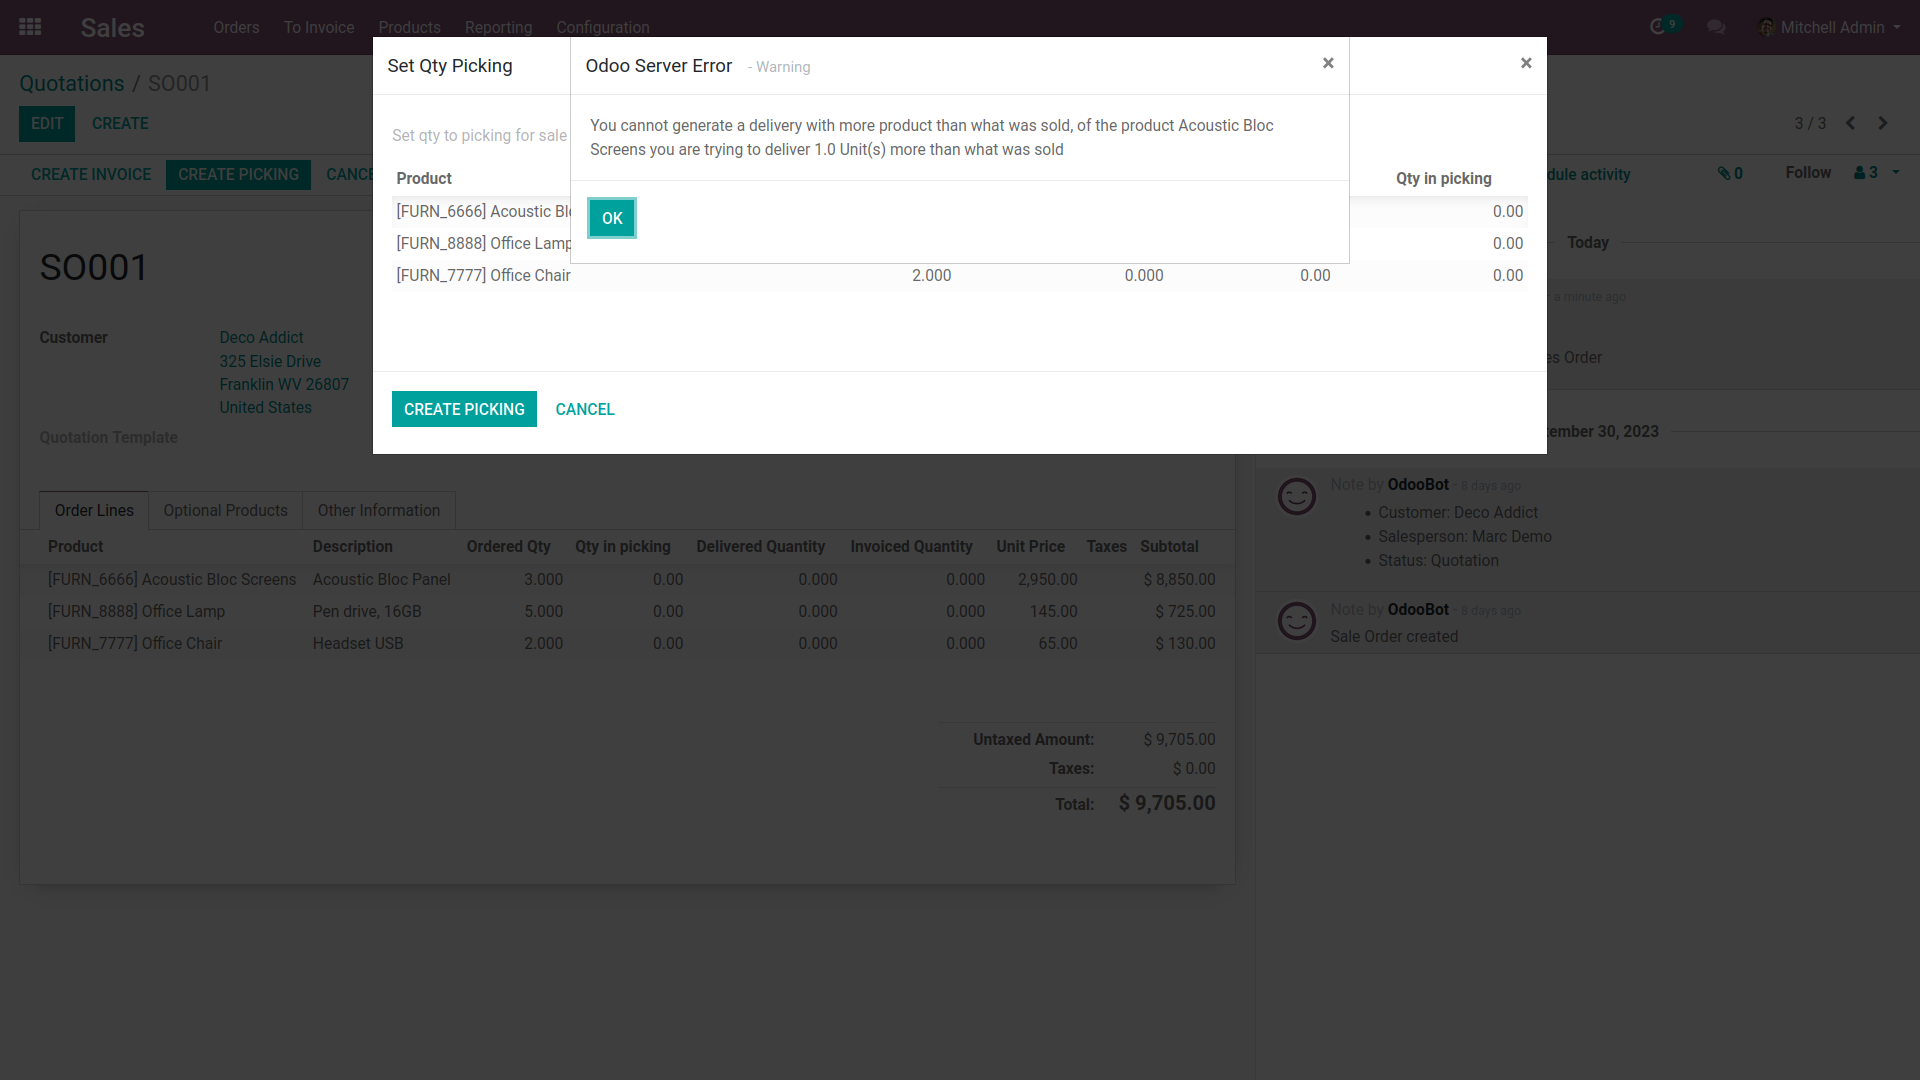 Sales Orders To Invoice Products Reporting Configuration 9 Mitchell Admin
Quotations / SO001
EDIT CREATE
3 / 3
CREATE INVOICE CREATE PICKING
Follow 3
0
activity
Set Qty Picking
Odoo Server Error - Warning
×
×
Set qty to picking for sale
You cannot generate a delivery with more product than what was sold, of the product Acoustic Bloc
Screens you are trying to deliver 1.0 Unit(s) more than what was sold
OK
Product Qty in picking
[FURN_6666] Acoustic 0.00
[FURN_8888] Office Lamp 0.00
[FURN_7777] Office Chair 2.000 0.000 0.00 0.00
CREATE PICKING CANCEL
SO001
Customer
Deco Addict
325 Elsie Drive
Franklin WV 26807
United States
Quotation Template
Order Lines Optional Products Other Information
Product Description Ordered Qty Qty in picking Delivered Quantity Invoiced Quantity Unit Price Taxes Subtotal
[FURN_6666] Acoustic Bloc Screens Acoustic Bloc Panel 3.000 0.00 0.000 0.000 2,950.00 $ 8,850.00
[FURN_8888] Office Lamp Pen drive, 16GB 5.000 0.00 0.000 0.000 145.00 $ 725.00
[FURN_7777] Office Chair Headset USB 2.000 0.00 0.000 0.000 65.00 $ 130.00
Untaxed Amount: $ 9,705.00
Taxes: $ 0.00
Total: $ 9,705.00
Today
a minute ago
Order
30, 2023
Note by OdooBot - 8 days ago
Customer: Deco Addict
Salesperson: Marc Demo
Status: Quotation
Note by OdooBot - 8 days ago
Sale Order created